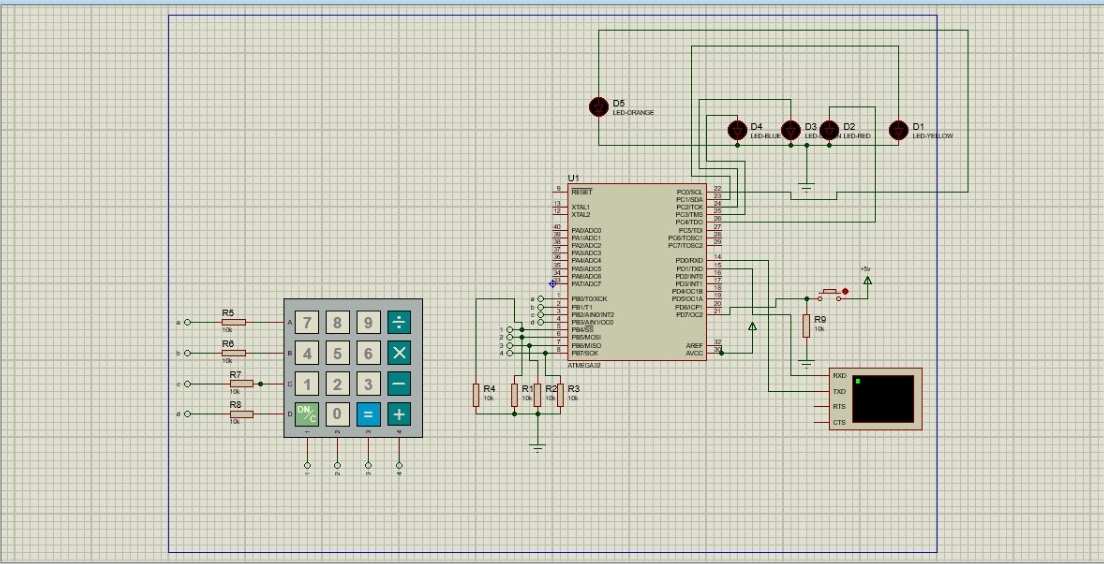 D5
LED-ORANGE
D4
LED-BLUE
D3
D2
LED-RED
D1
LED-YELLOW
U1
9 RESET
13 XTAL1
12 XTAL2
40 PA0/ADC0
39 PA1/ADC1
38 PA2/ADC2
37 PA3/ADC3
36 PA4/ADC4
35 PA5/ADC5
34 PA6/ADC6
PA7/ADC7
a 1 PB0/T0/XCK
b 2 PB1/T1
c 3 PB2/AIN0/INT2
d 4 PB3/AIN1/OC0
1 5 PB4/SS
2 6 PB5/MOSI
3 7 PB6/MISO
4 8 PB7/SCK
ATMEGA32
PC0/SCL 22
PC1/SDA 23
PC2/TCK 24
PC3/TMS 25
PC4/TDO 26
PC5/TDI 27
PC6/TOSC1 28
PC7/TOSC2 29
PD0/RXD 14
PD1/TXD 15
PD2/INT0 16
PD3/INT1 17
PD4/OC1B 18
PD5/OC1A 19
PD6/ICP1 20
PD7/OC2 21
AREF 32
AVCC 30
+5v
R9
10k
R5
10k
R6
10k
R7
10k
R8
10k
a
b
c
d
A 7 8 9 ÷
B 4 5 6 ×
C 1 2 3 −
D ON/C 0 = +
1 2 3 4
1 2 3 4
R4
10k
R1
10k
R2
10k
R3
10k
RXD
TXD
RTS
CTS